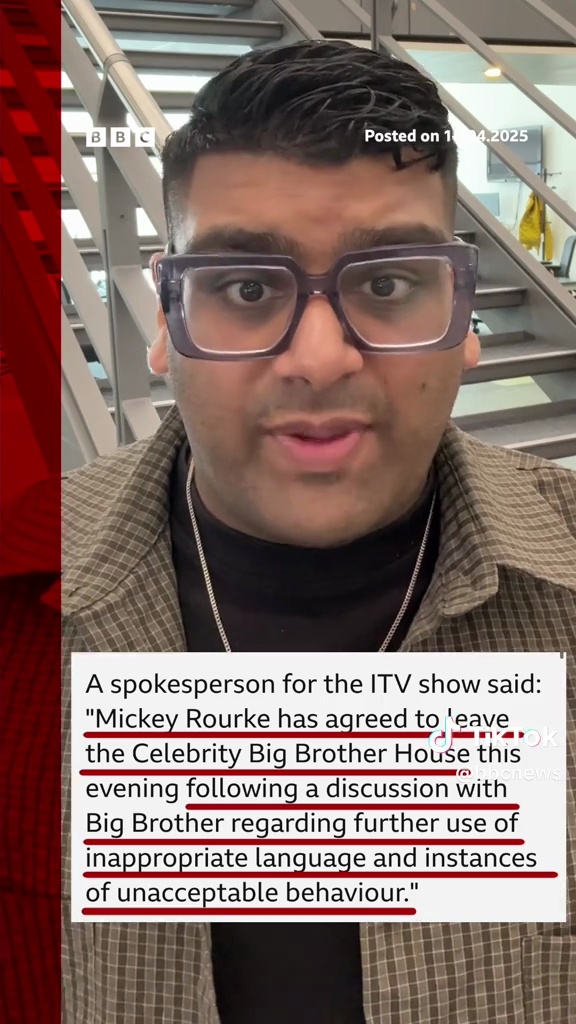 BBC
Posted on 1 .04.2025
A spokesperson for the ITV show said:
"Mickey Rourke has agreed to leave
the Celebrity Big Brother House this
evening following a discussion with
Big Brother regarding further use of
inappropriate language and instances
of unacceptable behaviour."
TikTok
@bbcnews